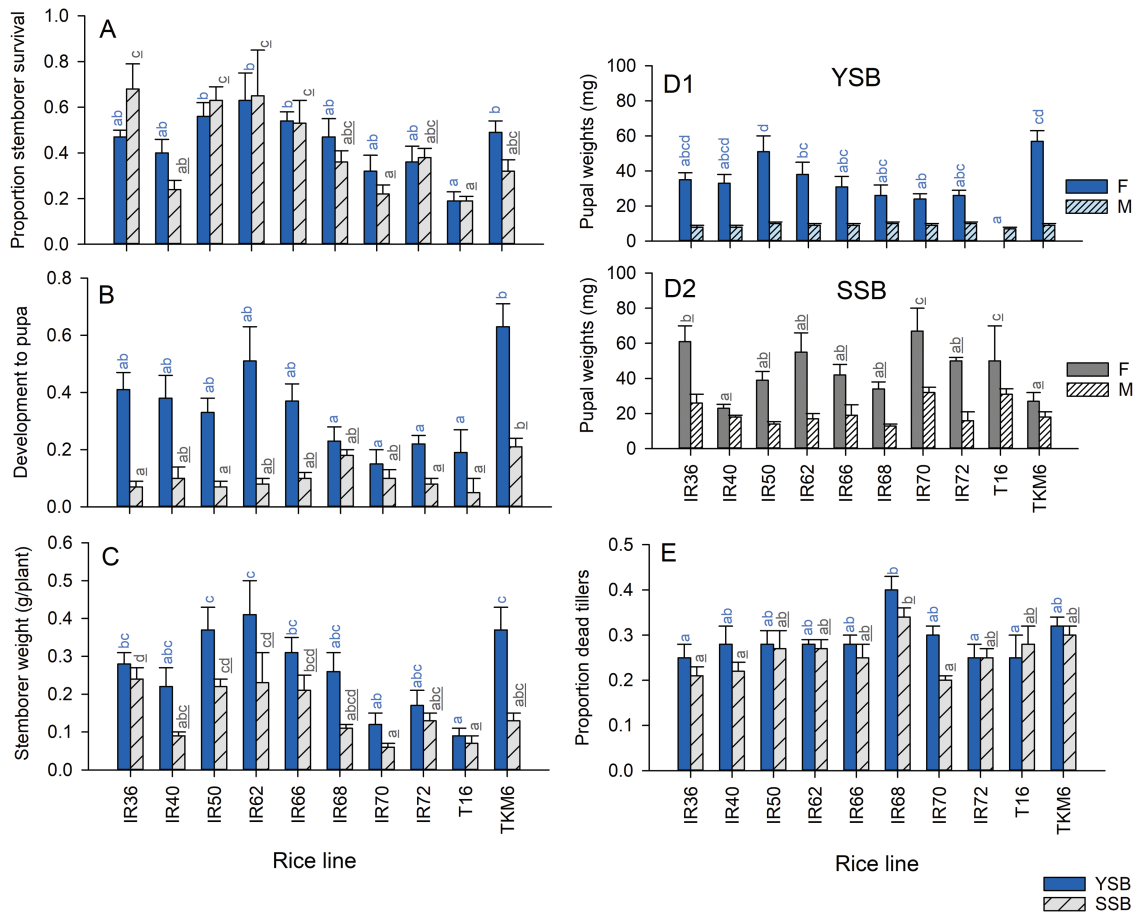 A
Proportion stemborer survival
1.0
0.8
0.6
0.4
0.2
0.0
ab c ab ab b c b c b c ab abc ab a ab abc a a b abc
B
Development to pupa
0.8
0.6
0.4
0.2
0.0
ab a ab ab ab a ab ab ab ab a ab a ab a a a a b b
C
Stemborer weight (g/plant)
0.6
0.5
0.4
0.3
0.2
0.1
0.0
bc d abc abc c cd c cd bc bcd abc abcd ab a abc abc a a c abc
IR36 IR40 IR50 IR62 IR66 IR68 IR70 IR72 T16 TKM6
Rice line
D1
YSB
Pupal weights (mg)
100
80
60
40
20
0
abcd abcd d bc abc abc ab abc a cd
F
M
D2
SSB
Pupal weights (mg)
100
80
60
40
20
0
b a ab ab ab ab c ab c a
F
M
IR36 IR40 IR50 IR62 IR66 IR68 IR70 IR72 T16 TKM6
E
Proportion dead tillers
0.5
0.4
0.3
0.2
0.1
0.0
a a ab a ab ab ab ab ab ab b b ab a a ab a ab ab ab
IR36 IR40 IR50 IR62 IR66 IR68 IR70 IR72 T16 TKM6
Rice line
YSB
SSB